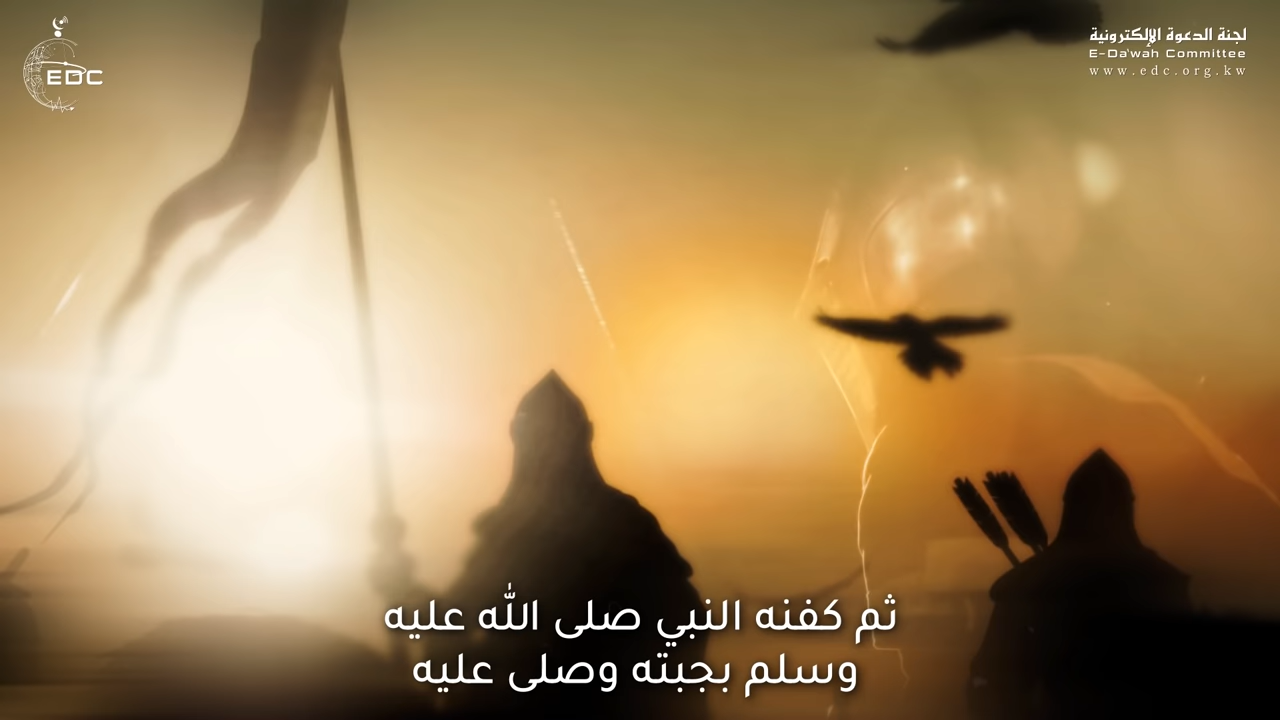 EDC
لجنة الدعوة الإلكترونية
E-Da'wah Committee
www.edc.org.kw
ثم كفنه النبي صلى الله عليه
وسلم بجبته وصلى عليه